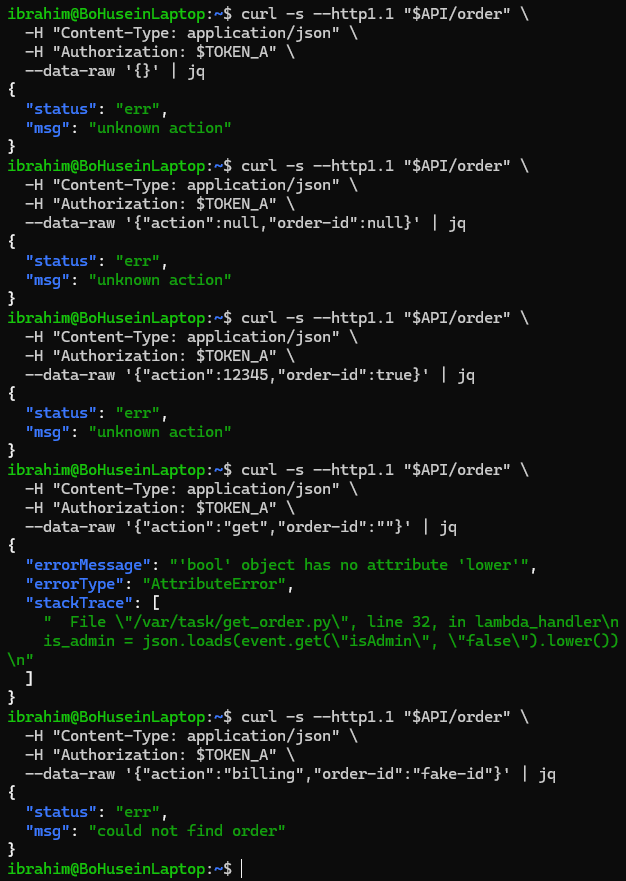 ibrahim@BoHuseinLaptop:~$ curl -s --http1.1 "$API/order" \
  -H "Content-Type: application/json" \
  -H "Authorization: $TOKEN_A" \
  --data-raw '{}' | jq
{
  "status": "err",
  "msg": "unknown action"
}
ibrahim@BoHuseinLaptop:~$ curl -s --http1.1 "$API/order" \
  -H "Content-Type: application/json" \
  -H "Authorization: $TOKEN_A" \
  --data-raw '{"action":null,"order-id":null}' | jq
{
  "status": "err",
  "msg": "unknown action"
}
ibrahim@BoHuseinLaptop:~$ curl -s --http1.1 "$API/order" \
  -H "Content-Type: application/json" \
  -H "Authorization: $TOKEN_A" \
  --data-raw '{"action":12345,"order-id":true}' | jq
{
  "status": "err",
  "msg": "unknown action"
}
ibrahim@BoHuseinLaptop:~$ curl -s --http1.1 "$API/order" \
  -H "Content-Type: application/json" \
  -H "Authorization: $TOKEN_A" \
  --data-raw '{"action":"get","order-id":""}' | jq
{
  "errorMessage": "'bool' object has no attribute 'lower'",
  "errorType": "AttributeError",
  "stackTrace": [
    "  File \"/var/task/get_order.py\", line 32, in lambda_handler\n
    is_admin = json.loads(event.get(\"isAdmin\", \"false\").lower())
\n"
  ]
}
ibrahim@BoHuseinLaptop:~$ curl -s --http1.1 "$API/order" \
  -H "Content-Type: application/json" \
  -H "Authorization: $TOKEN_A" \
  --data-raw '{"action":"billing","order-id":"fake-id"}' | jq
{
  "status": "err",
  "msg": "could not find order"
}
ibrahim@BoHuseinLaptop:~$